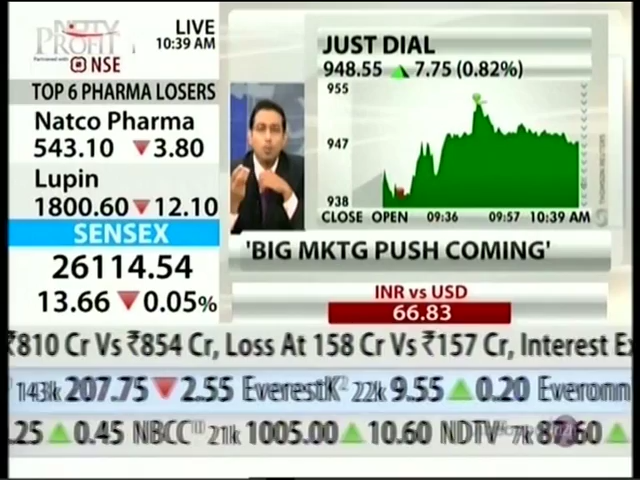 NDTV
PROFIT
Partnered with NSE
LIVE
10:39 AM
TOP 6 PHARMA LOSERS
Natco Pharma
543.10 ▼ 3.80
Lupin
1800.60 ▼ 12.10
SENSEX
26114.54
13.66 ▼ 0.05%
JUST DIAL
948.55 ▲ 7.75 (0.82%)
955
947
938
CLOSE OPEN 09:36 09:57 10:39 AM
THOMSON REUTERS
'BIG MKTG PUSH COMING'
INR vs USD
66.83
₹810 Cr Vs ₹854 Cr, Loss At 158 Cr Vs ₹157 Cr, Interest Ex
143k 207.75 ▼ 2.55 EverestK 22k 9.55 ▲ 0.20 Everonn
.25 ▲ 0.45 NBCC 21k 1005.00 ▲ 10.60 NDTV 7k 87.60 ▲